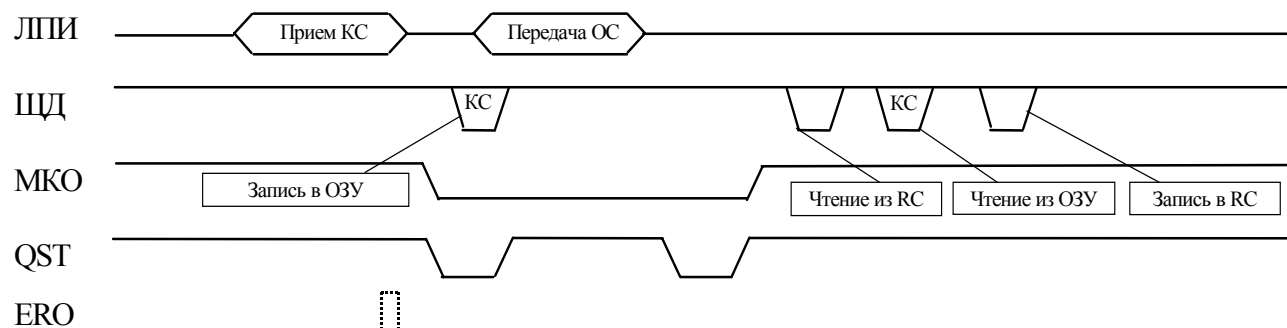 ЛПИ
Прием КС
Передача ОС
ШД
КС
КС
МКО
Запись в ОЗУ
Чтение из RC
Чтение из ОЗУ
Запись в RC
QST
ERO